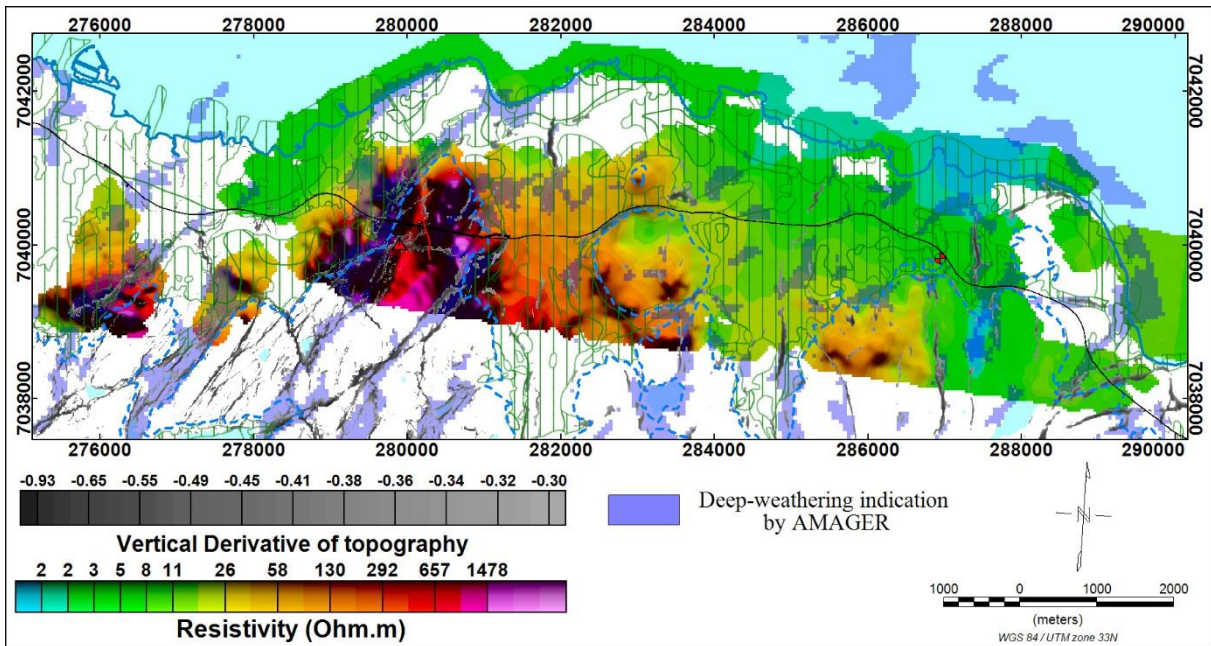 276000 278000 280000 282000 284000 286000 288000 290000
7042000 7042000
7040000 7040000
7038000 7038000
276000 278000 280000 282000 284000 286000 288000 290000
-0.93 -0.65 -0.55 -0.49 -0.45 -0.41 -0.38 -0.36 -0.34 -0.32 -0.30
Vertical Derivative of topography
2 2 3 5 8 11 26 58 130 292 657 1478
Resistivity (Ohm.m)
Deep-weathering indication
by AMAGER
N
1000 0 1000 2000
(meters)
WGS 84 / UTM zone 33N